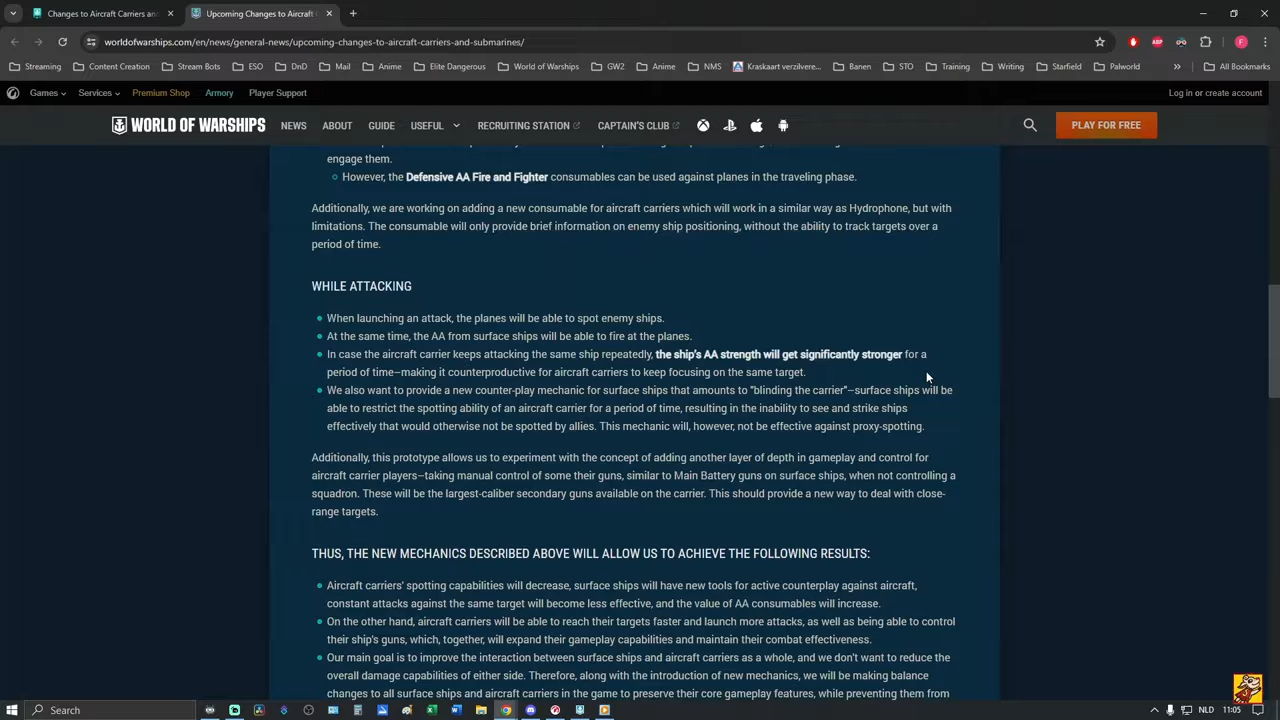 Changes to Aircraft Carriers and
Upcoming Changes to Aircraft C
worldofwarships.com/en/news/general-news/upcoming-changes-to-aircraft-carriers-and-submarines/
Streaming
Content Creation
Stream Bots
ESO
DnD
Mail
Anime
Elite Dangerous
World of Warships
GW2
Anime
NMS
Kraskaart verzilvere...
Banen
STO
Training
Writing
Starfield
Palworld
»
All Bookmarks
Games
Services
Premium Shop
Armory
Player Support
Log in or create account
WORLD OF WARSHIPS
NEWS
ABOUT
GUIDE
USEFUL
RECRUITING STATION
CAPTAIN'S CLUB
PLAY FOR FREE
engage them.
However, the Defensive AA Fire and Fighter consumables can be used against planes in the traveling phase.
Additionally, we are working on adding a new consumable for aircraft carriers which will work in a similar way as Hydrophone, but with
limitations. The consumable will only provide brief information on enemy ship positioning, without the ability to track targets over a
period of time.
WHILE ATTACKING
When launching an attack, the planes will be able to spot enemy ships.
At the same time, the AA from surface ships will be able to fire at the planes.
In case the aircraft carrier keeps attacking the same ship repeatedly, the ship's AA strength will get significantly stronger for a
period of time–making it counterproductive for aircraft carriers to keep focusing on the same target.
We also want to provide a new counter-play mechanic for surface ships that amounts to "blinding the carrier"–surface ships will be
able to restrict the spotting ability of an aircraft carrier for a period of time, resulting in the inability to see and strike ships
effectively that would otherwise not be spotted by allies. This mechanic will, however, not be effective against proxy-spotting.
Additionally, this prototype allows us to experiment with the concept of adding another layer of depth in gameplay and control for
aircraft carrier players–taking manual control of some their guns, similar to Main Battery guns on surface ships, when not controlling a
squadron. These will be the largest-caliber secondary guns available on the carrier. This should provide a new way to deal with close-
range targets.
THUS, THE NEW MECHANICS DESCRIBED ABOVE WILL ALLOW US TO ACHIEVE THE FOLLOWING RESULTS:
Aircraft carriers' spotting capabilities will decrease, surface ships will have new tools for active counterplay against aircraft,
constant attacks against the same target will become less effective, and the value of AA consumables will increase.
On the other hand, aircraft carriers will be able to reach their targets faster and launch more attacks, as well as being able to control
their ship's guns, which, together, will expand their gameplay capabilities and maintain their combat effectiveness.
Our main goal is to improve the interaction between surface ships and aircraft carriers as a whole, and we don't want to reduce the
overall damage capabilities of either side. Therefore, along with the introduction of new mechanics, we will be making balance
changes to all surface ships and aircraft carriers in the game to preserve their core gameplay features, while preventing them from
Search
NLD
11:05